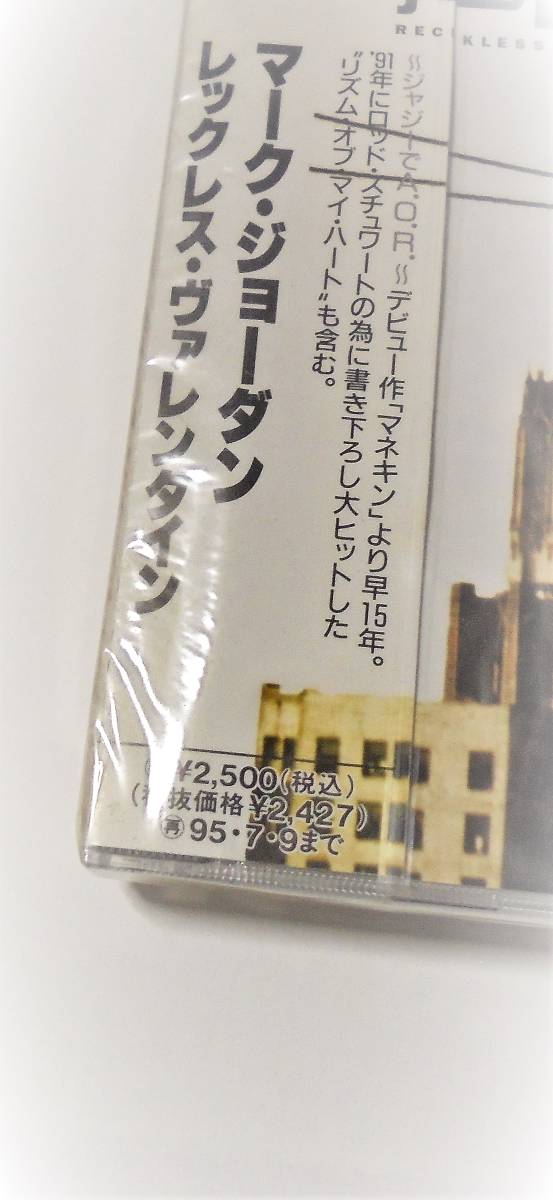 RECKLESS
マーク・ジョーダン
レックレス・ヴァレンタイン
〜ジャジーでA.O.R.〜デビュー作「マネキン」より早15年。
'91年にロッド・スチュワートの為に書き下ろし大ヒットした
"リズム・オブ・マイ・ハート"も含む。
¥2,500(税込)
(税抜価格¥2,427)
再 95・7・9まで